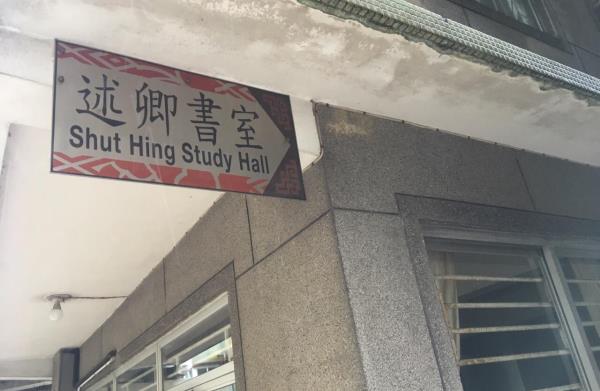 述卿書室
Shut Hing Study Hall